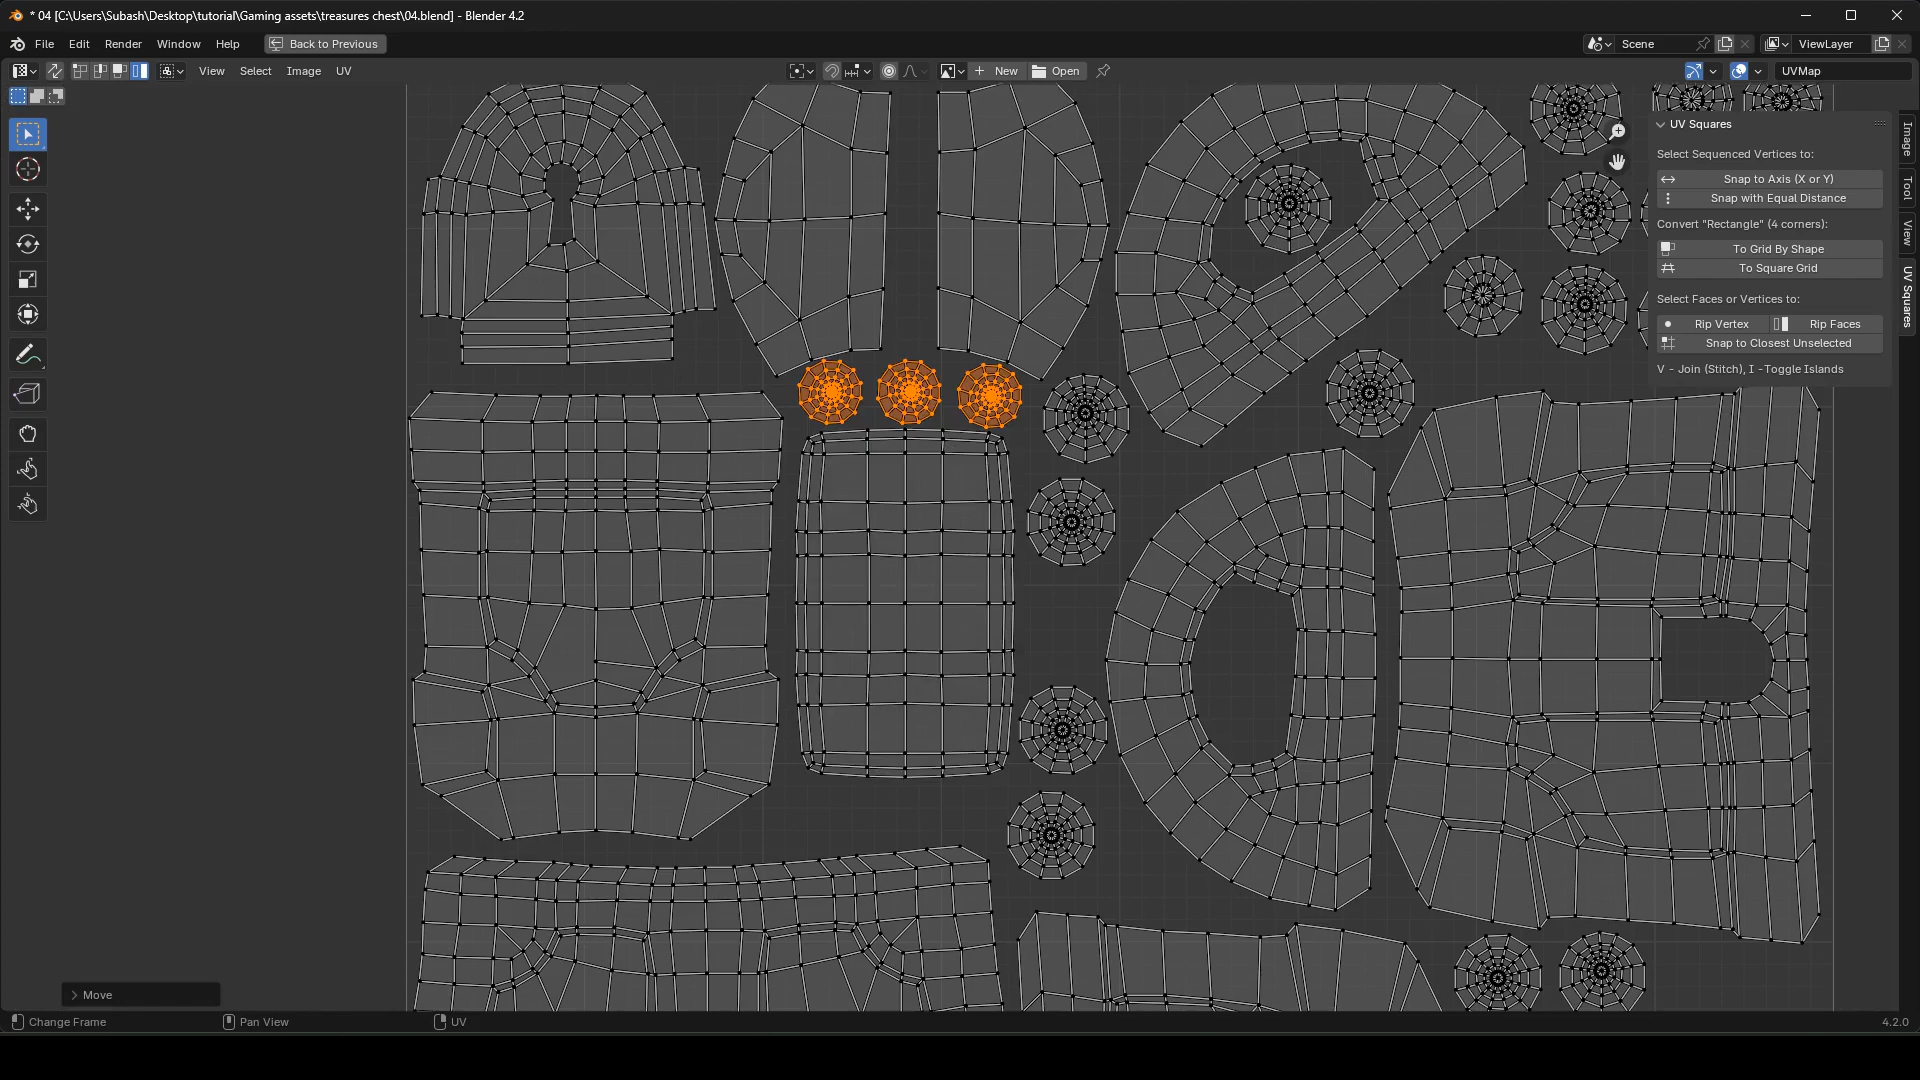 * 04 [C:\Users\Subash\Desktop\tutorial\Gaming assets\treasures chest\04.blend] - Blender 4.2
File Edit Render Window Help Back to Previous Scene ViewLayer
View Select Image UV New Open UVMap
UV Squares
Select Sequenced Vertices to:
Snap to Axis (X or Y)
Snap with Equal Distance
Convert "Rectangle" (4 corners):
To Grid By Shape
To Square Grid
Select Faces or Vertices to:
Rip Vertex Rip Faces
Snap to Closest Unselected
V - Join (Stitch), I -Toggle Islands
Image
Tool
View
UV Squares
Move
Change Frame Pan View UV 4.2.0